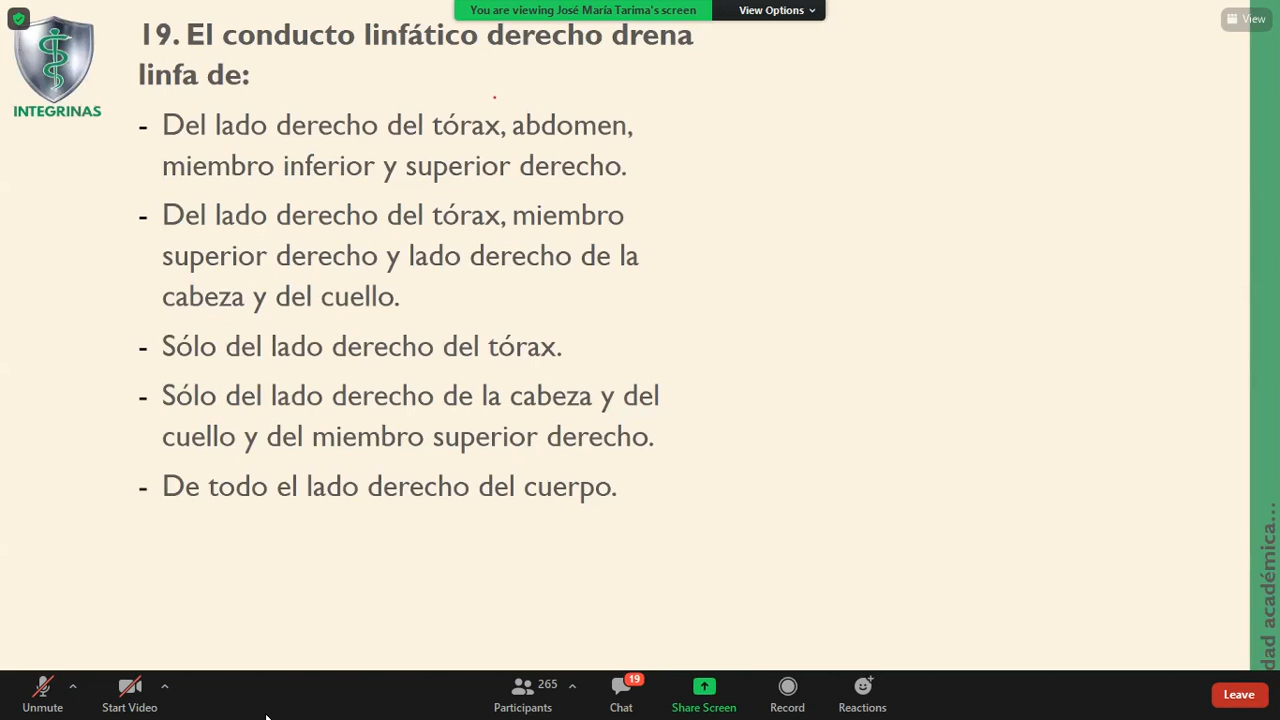 You are viewing José María Tarima's screen
View Options
View
INTEGRINAS
19. El conducto linfático derecho drena
linfa de:
- Del lado derecho del tórax, abdomen,
miembro inferior y superior derecho.
- Del lado derecho del tórax, miembro
superior derecho y lado derecho de la
cabeza y del cuello.
- Sólo del lado derecho del tórax.
- Sólo del lado derecho de la cabeza y del
cuello y del miembro superior derecho.
- De todo el lado derecho del cuerpo.
dad académica...
Unmute
Start Video
265
Participants
19
Chat
Share Screen
Record
Reactions
Leave